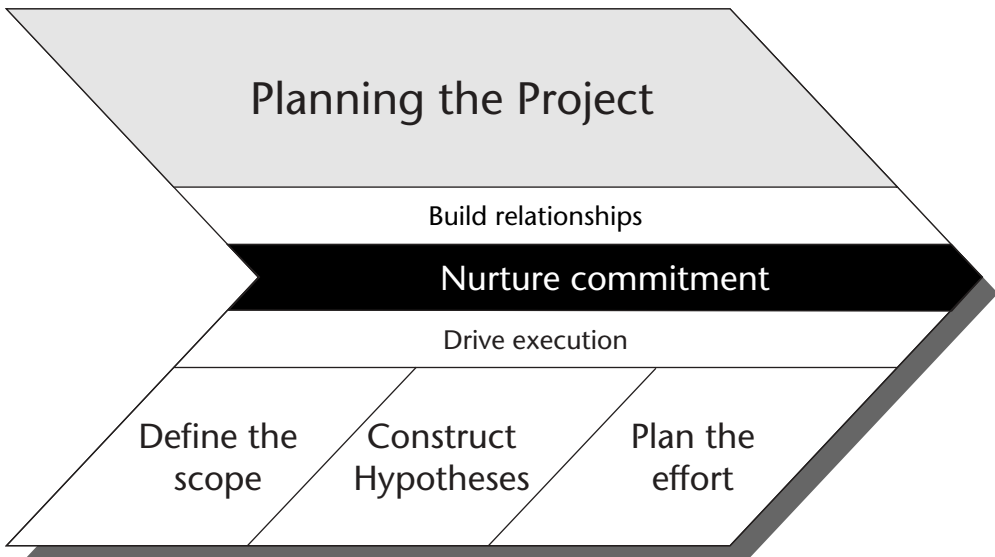 Planning the Project
Build relationships
Nurture commitment
Drive execution
Define the
scope
Construct
Hypotheses
Plan the
effort